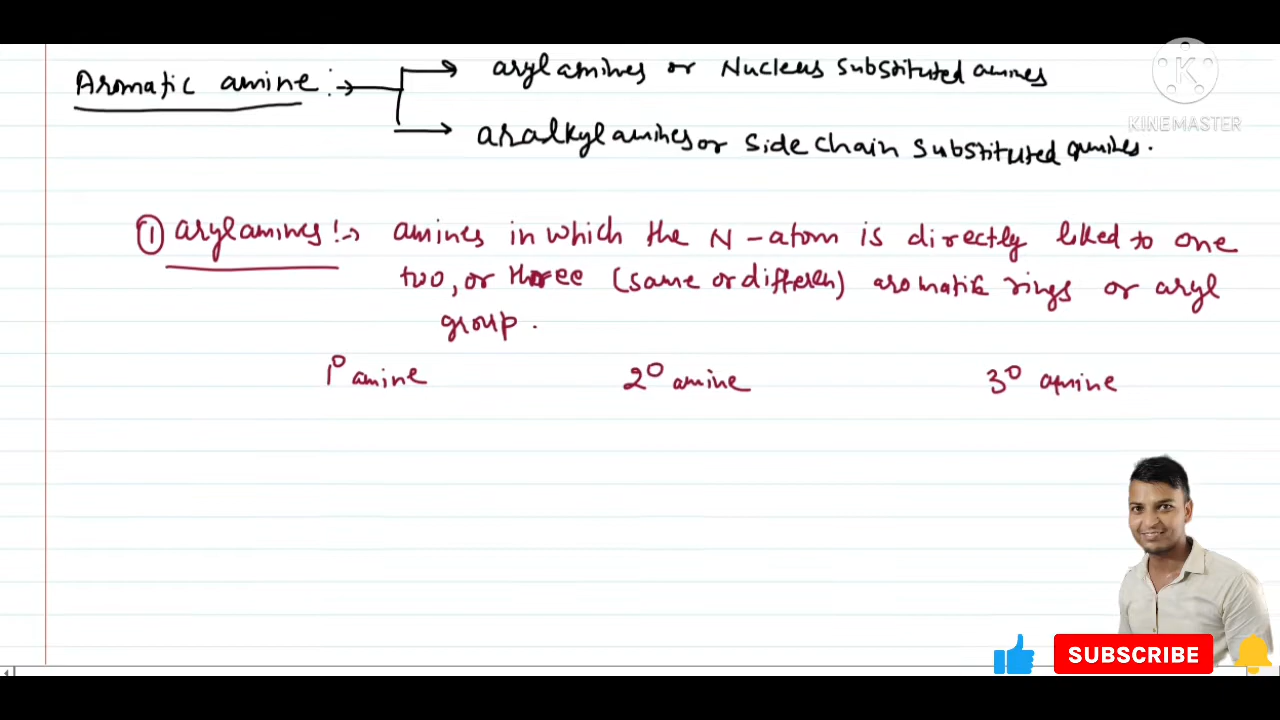 Aromatic amine :→ → arylamines or Nucleus substituted amines
K
KINEMASTER
→ aralkylamines or Side Chain Substituted amines.
① arylamines :→ amines in which the N-atom is directly liked to one
two, or three (same or differen) aromatic rings or aryl
group.
1° amine 2° amine 3° amine
SUBSCRIBE